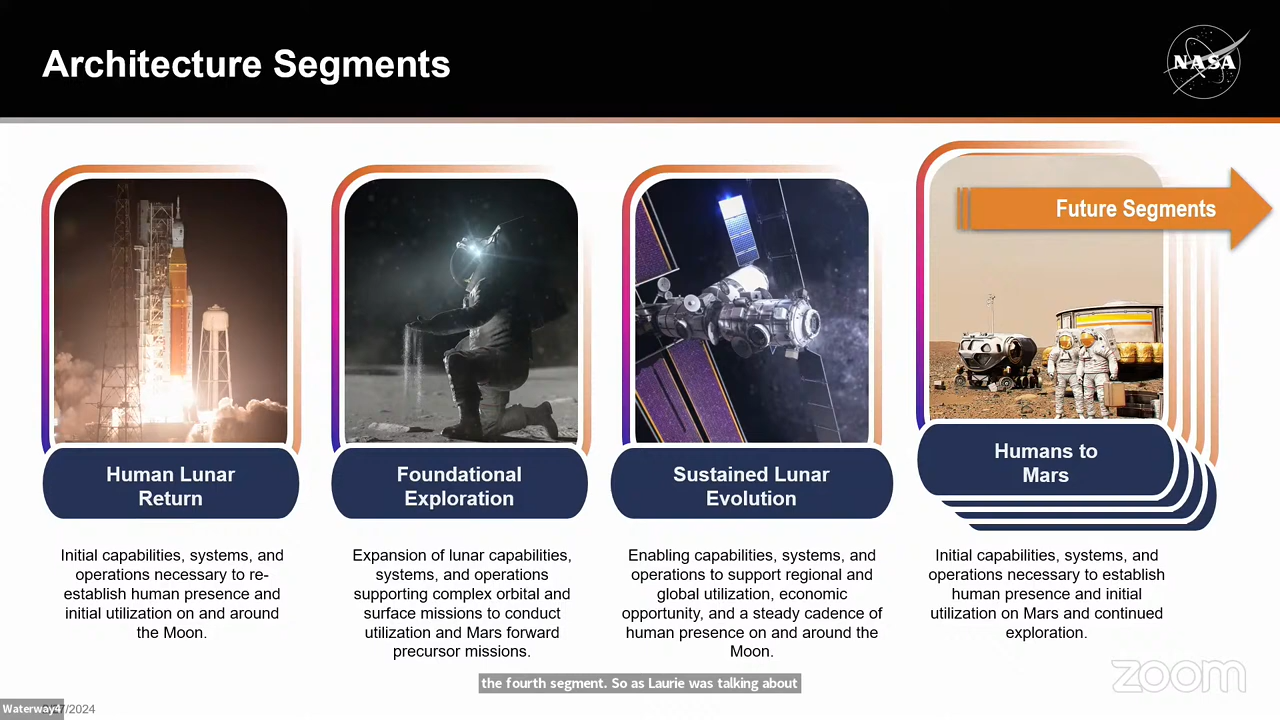 Architecture Segments
NASA
Future Segments
Human Lunar
Return
Foundational
Exploration
Sustained Lunar
Evolution
Humans to
Mars
Initial capabilities, systems, and
operations necessary to re-
establish human presence and
initial utilization on and around
the Moon.
Expansion of lunar capabilities,
systems, and operations
supporting complex orbital and
surface missions to conduct
utilization and Mars forward
precursor missions.
Enabling capabilities, systems, and
operations to support regional and
global utilization, economic
opportunity, and a steady cadence of
human presence on and around the
Moon.
Initial capabilities, systems, and
operations necessary to establish
human presence and initial
utilization on Mars and continued
exploration.
the fourth segment. So as Laurie was talking about
zoom
Waterway4
/2024